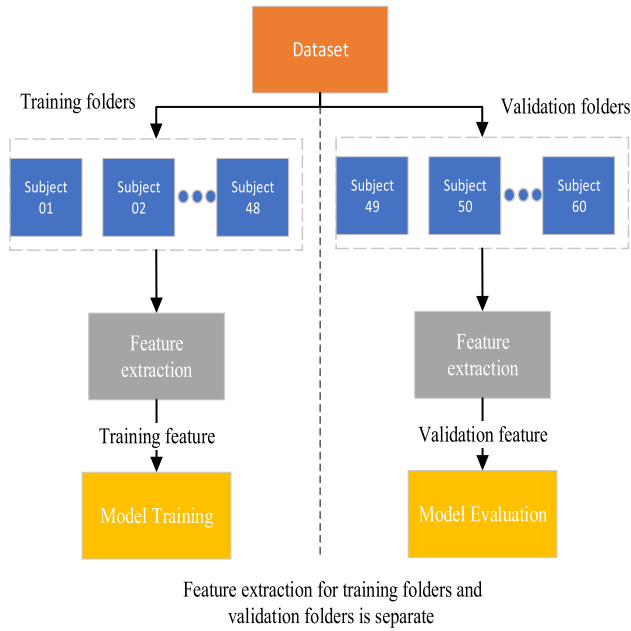 Dataset
Training folders
Validation folders
Subject
01
Subject
02
Subject
48
Subject
49
Subject
50
Subject
60
Feature
extraction
Feature
extraction
Training feature
Validation feature
Model Training
Model Evaluation
Feature extraction for training folders and
validation folders is separate